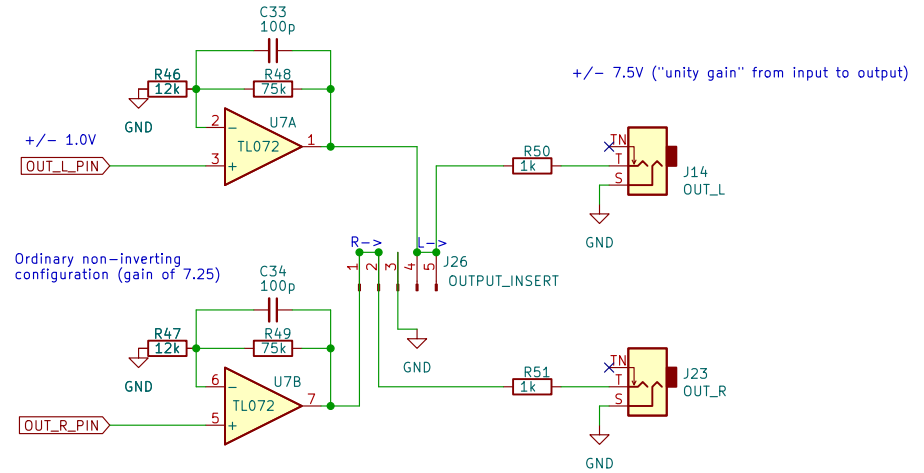 C33
100p
R46
12k
R48
75k
GND
U7A
TL072
2
-
3
+
1
+/- 1.0V
OUT_L_PIN
+/- 7.5V ("unity gain" from input to output)
R50
1k
TN
T
S
J14
OUT_L
GND
R->
L->
1
2
3
4
5
J26
OUTPUT_INSERT
GND
Ordinary non-inverting
configuration (gain of 7.25)
C34
100p
R47
12k
R49
75k
GND
U7B
TL072
6
-
5
+
7
OUT_R_PIN
R51
1k
TN
T
S
J23
OUT_R
GND